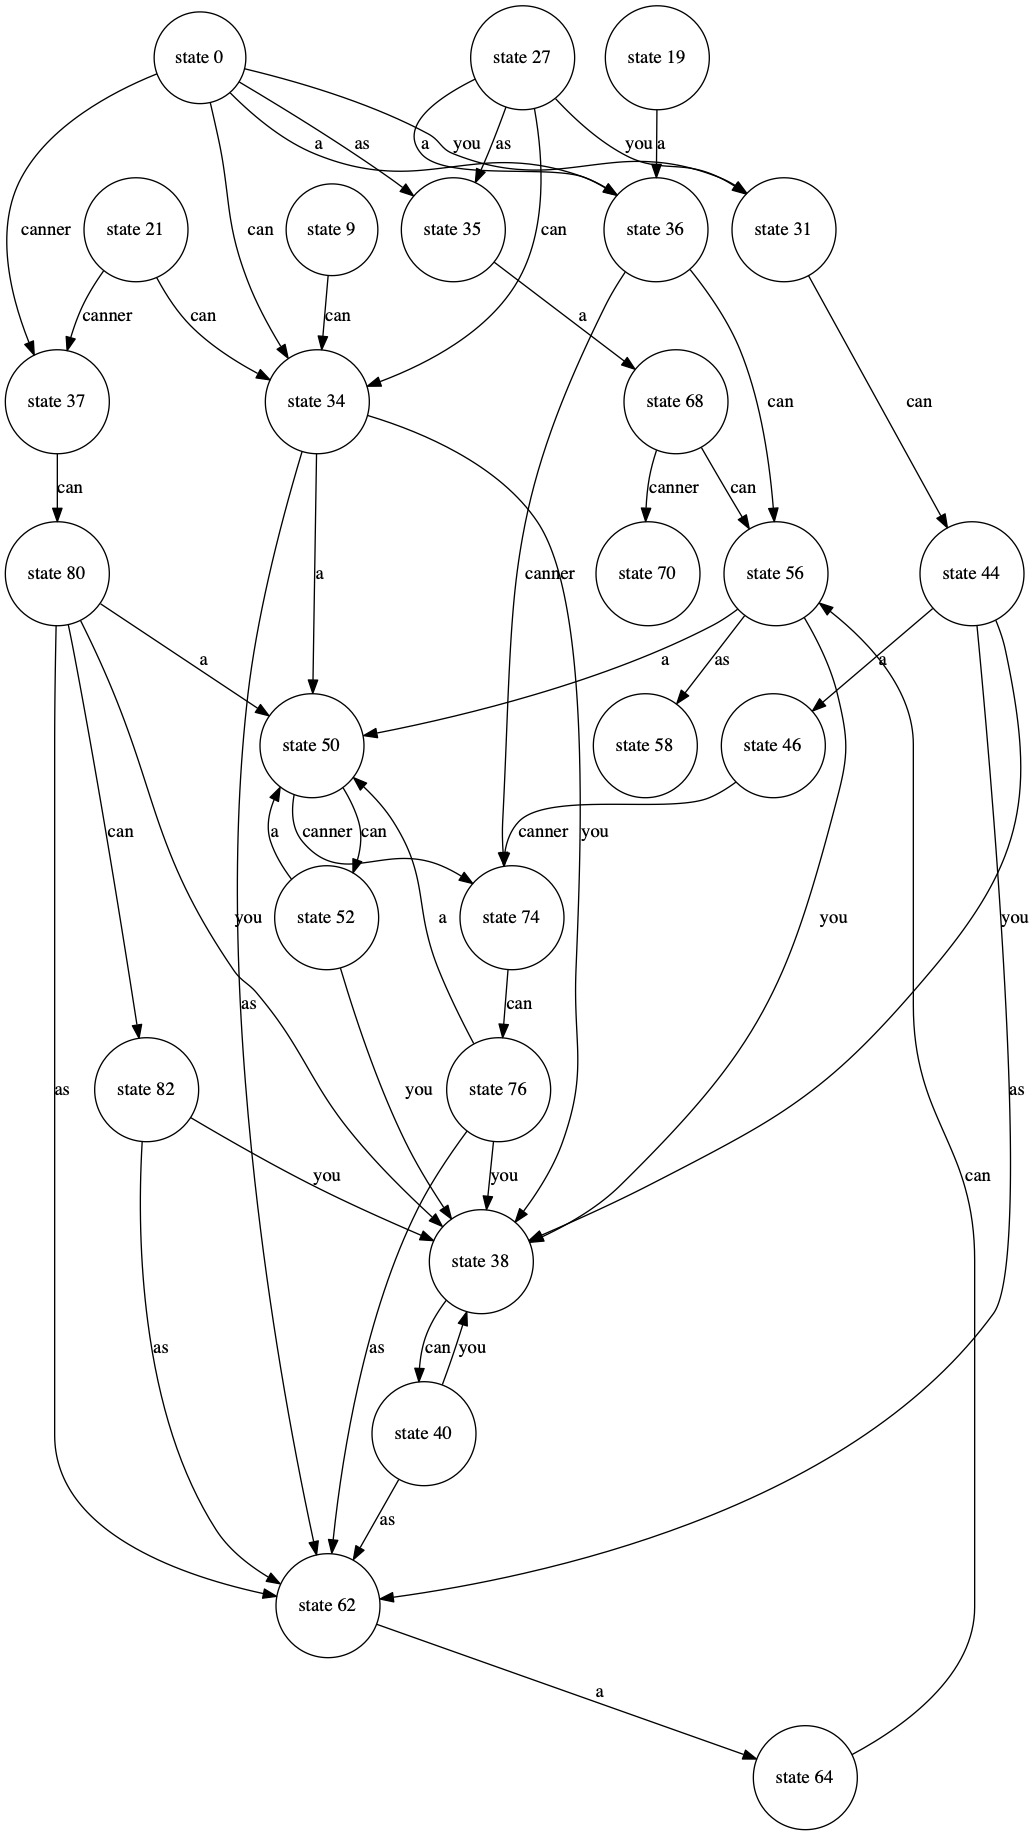 state 0
state 27
state 19
a
as
you
a
as
you
a
canner
state 21
can
state 9
state 35
can
state 36
state 31
canner
can
can
a
state 37
state 34
state 68
can
can
can
canner
can
state 80
a
canner
state 70
state 56
state 44
a
a
as
a
state 50
state 58
state 46
can
a
canner
can
canner
you
you
state 52
a
state 74
you
you
as
can
as
state 82
you
state 76
as
you
you
can
state 38
as
as
can
you
state 40
as
state 62
a
state 64